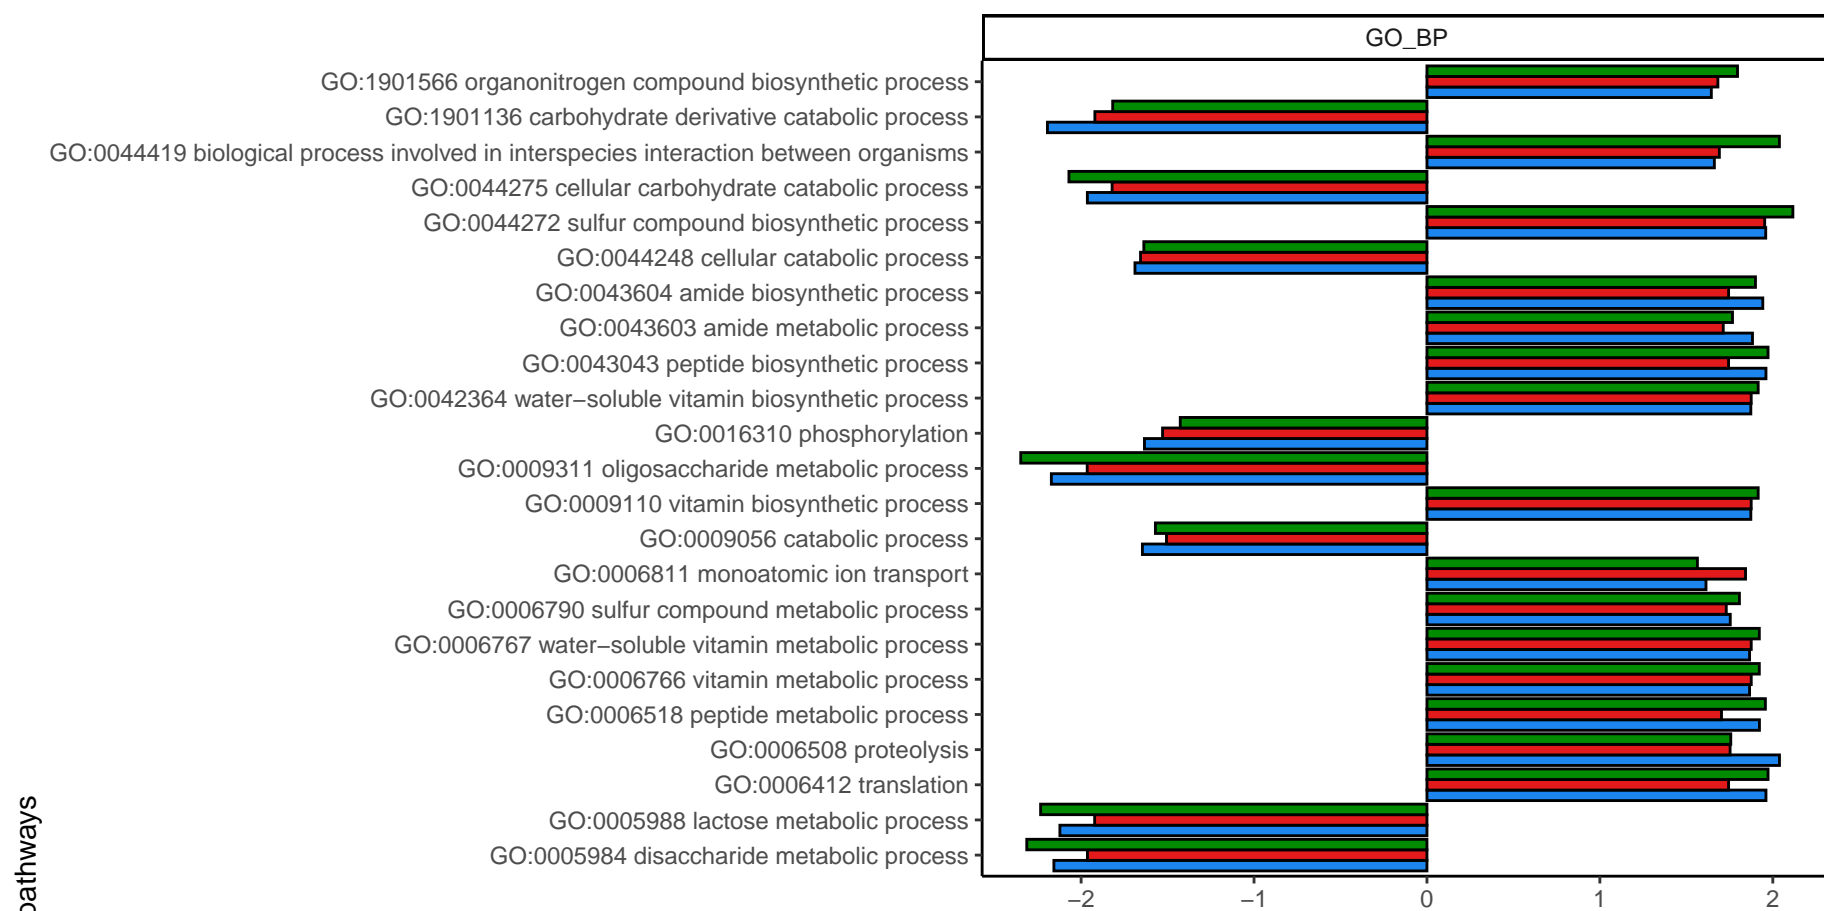 GO_BP
GO:1901566 organonitrogen compound biosynthetic process
GO:1901136 carbohydrate derivative catabolic process
GO:0044419 biological process involved in interspecies interaction between organisms
GO:0044275 cellular carbohydrate catabolic process
GO:0044272 sulfur compound biosynthetic process
GO:0044248 cellular catabolic process
GO:0043604 amide biosynthetic process
GO:0043603 amide metabolic process
GO:0043043 peptide biosynthetic process
GO:0042364 water−soluble vitamin biosynthetic process
GO:0016310 phosphorylation
GO:0009311 oligosaccharide metabolic process
GO:0009110 vitamin biosynthetic process
GO:0009056 catabolic process
GO:0006811 monoatomic ion transport
GO:0006790 sulfur compound metabolic process
GO:0006767 water−soluble vitamin metabolic process
GO:0006766 vitamin metabolic process
GO:0006518 peptide metabolic process
GO:0006508 proteolysis
GO:0006412 translation
GO:0005988 lactose metabolic process
GO:0005984 disaccharide metabolic process
−2 −1 0 1 2
pathways